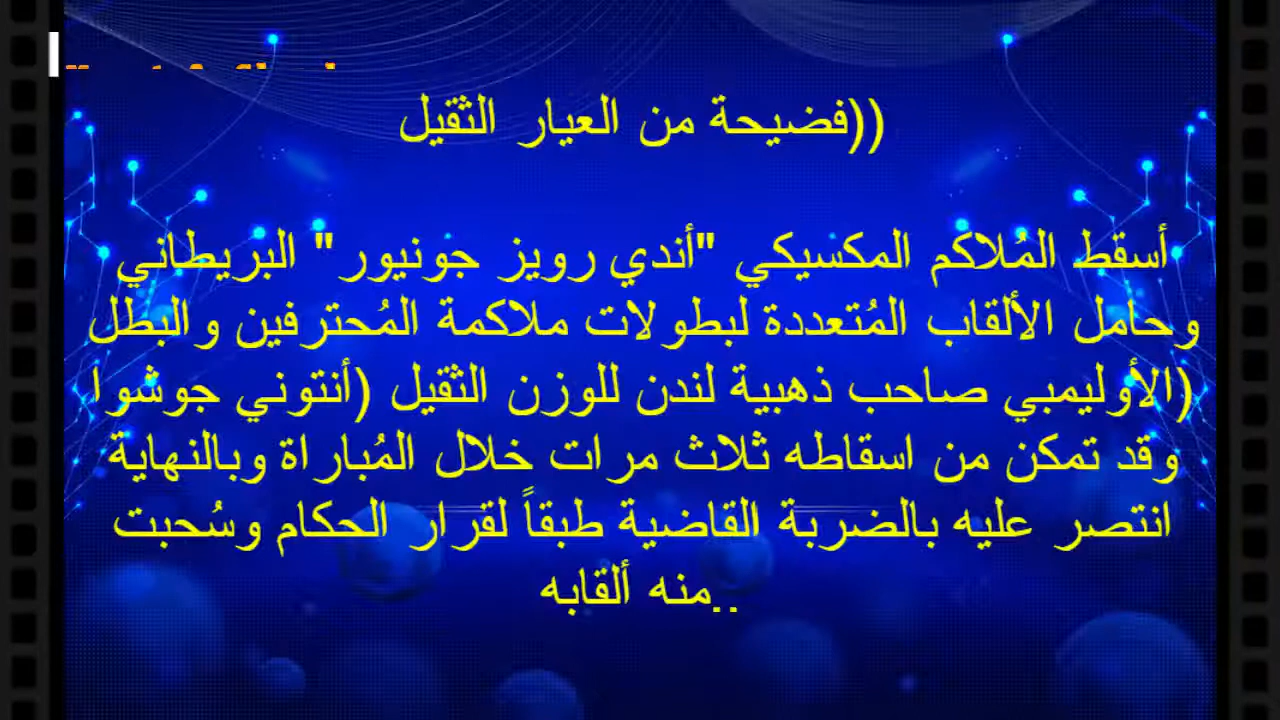 ((فضيحة من العيار الثقيل
أسقط المُلاكم المكسيكي "أندي رويز جونيور" البريطاني
وحامل الألقاب المُتعددة لبطولات ملاكمة المُحترفين والبطل
(الأوليمبي صاحب ذهبية لندن للوزن الثقيل (أنتوني جوشوا
وقد تمكن من اسقاطه ثلاث مرات خلال المُباراة وبالنهاية
انتصر عليه بالضربة القاضية طبقاً لقرار الحكام وسُحبت
..منه ألقابه